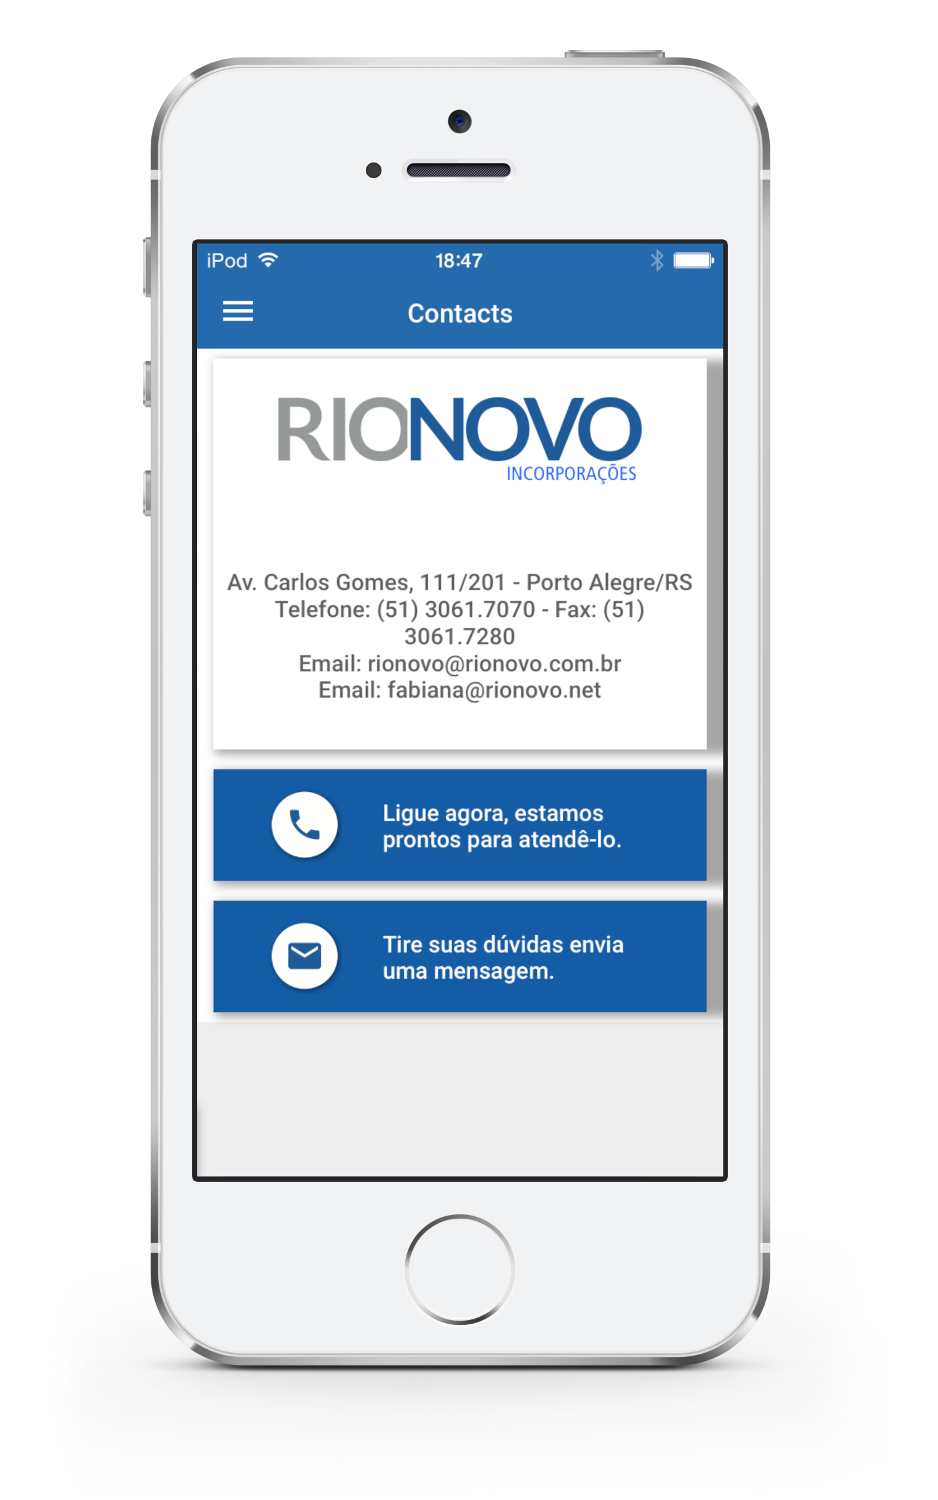 iPod 18:47
Contacts
RIONOVO
INCORPORAÇÕES
Av. Carlos Gomes, 111/201 - Porto Alegre/RS
Telefone: (51) 3061.7070 - Fax: (51)
3061.7280
Email: rionovo@rionovo.com.br
Email: fabiana@rionovo.net
Ligue agora, estamos
prontos para atendê-lo.
Tire suas dúvidas envia
uma mensagem.